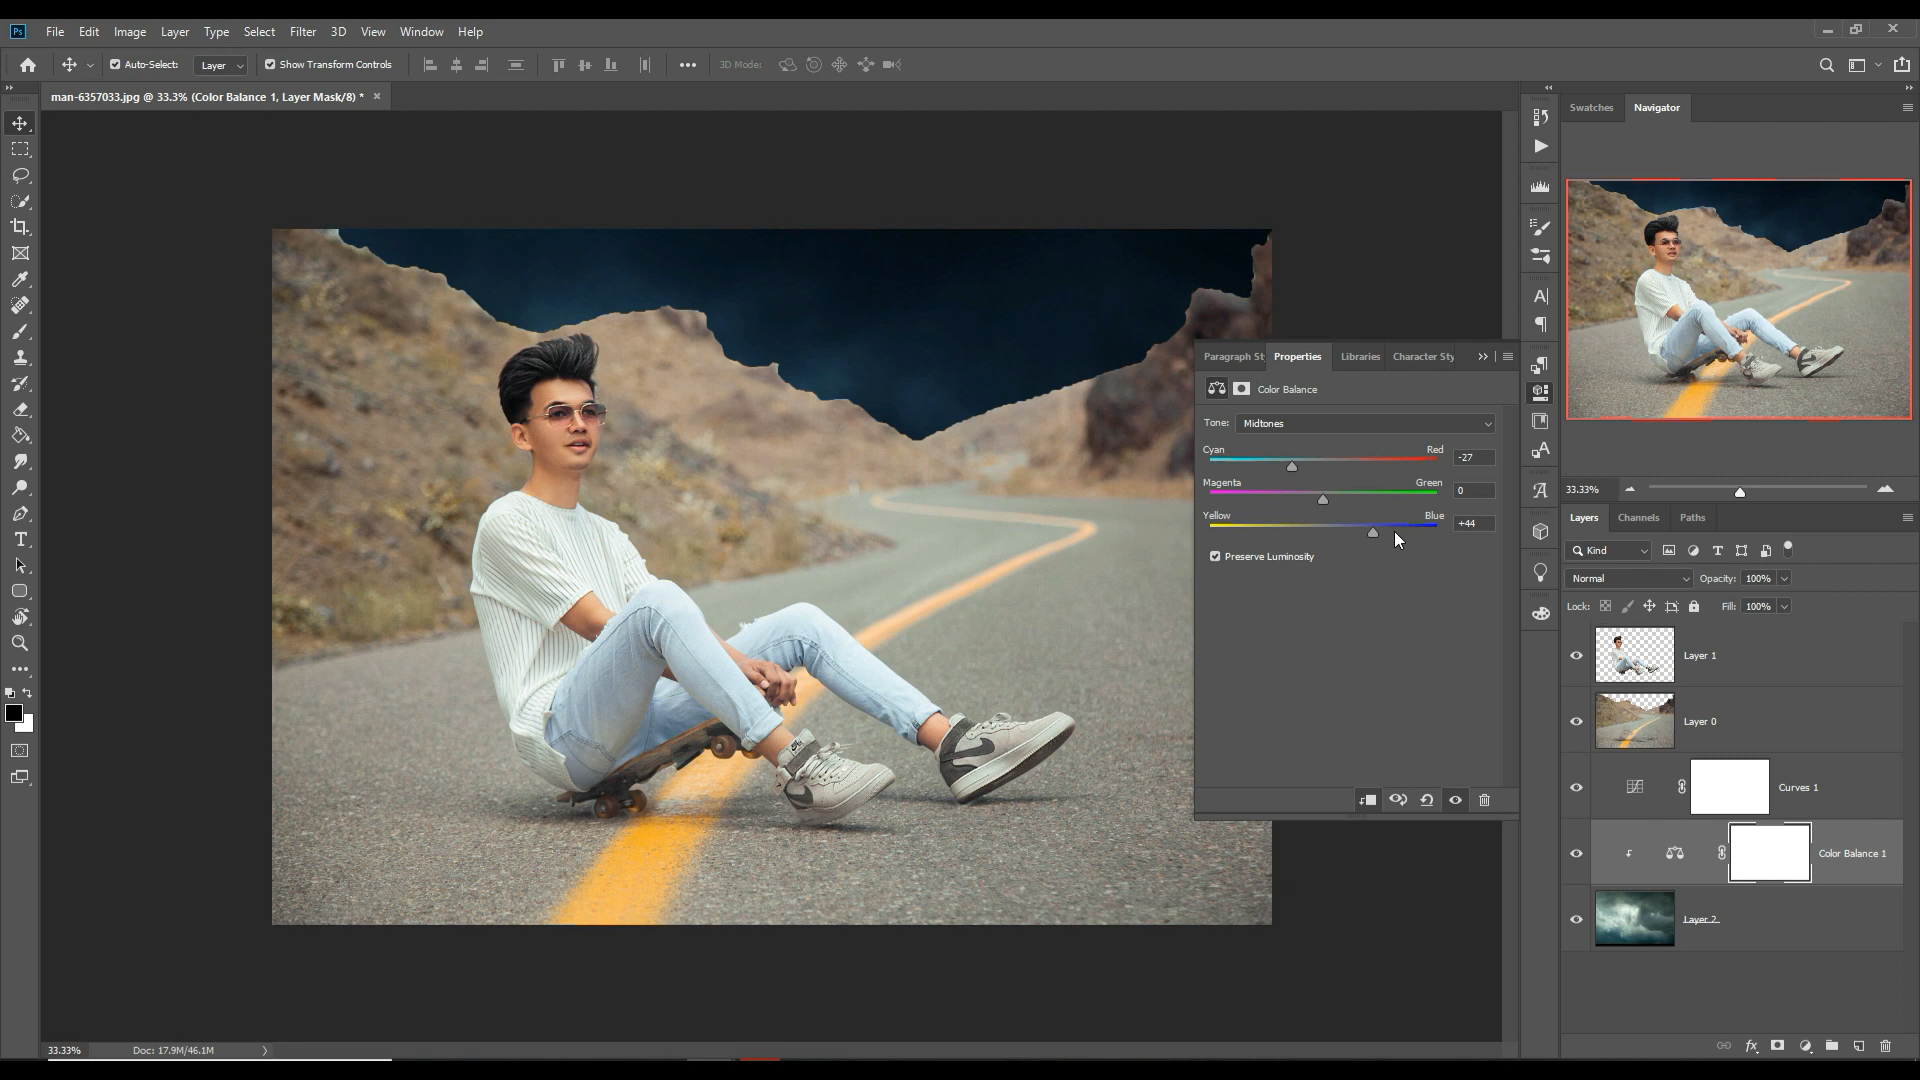 Ps File Edit Image Layer Type Select Filter 3D View Window Help
Auto-Select: Layer Show Transform Controls 3D Mode:
man-6357033.jpg @ 33.3% (Color Balance 1, Layer Mask/8) *
Swatches Navigator
Paragraph St Properties Libraries Character Sty
Color Balance
Tone: Midtones
Cyan Red -27
Magenta Green 0
Yellow Blue +44
Preserve Luminosity
33.33%
Layers Channels Paths
Kind
Normal Opacity: 100%
Lock: Fill: 100%
Layer 1
Layer 0
Curves 1
Color Balance 1
Layer 2
33.33% Doc: 17.9M/46.1M